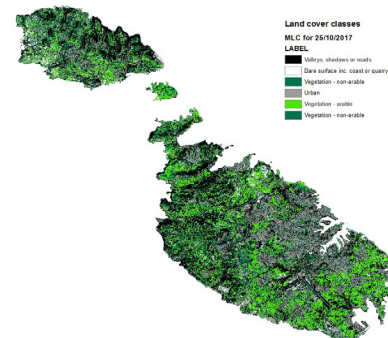 Land cover classes
MLC for 25/10/2017
LABEL
Valleys, shadows or roads
Bare surface inc. coast or quarry
Vegetation - non-arable
Urban
Vegetation - arable
Vegetation - non-arable